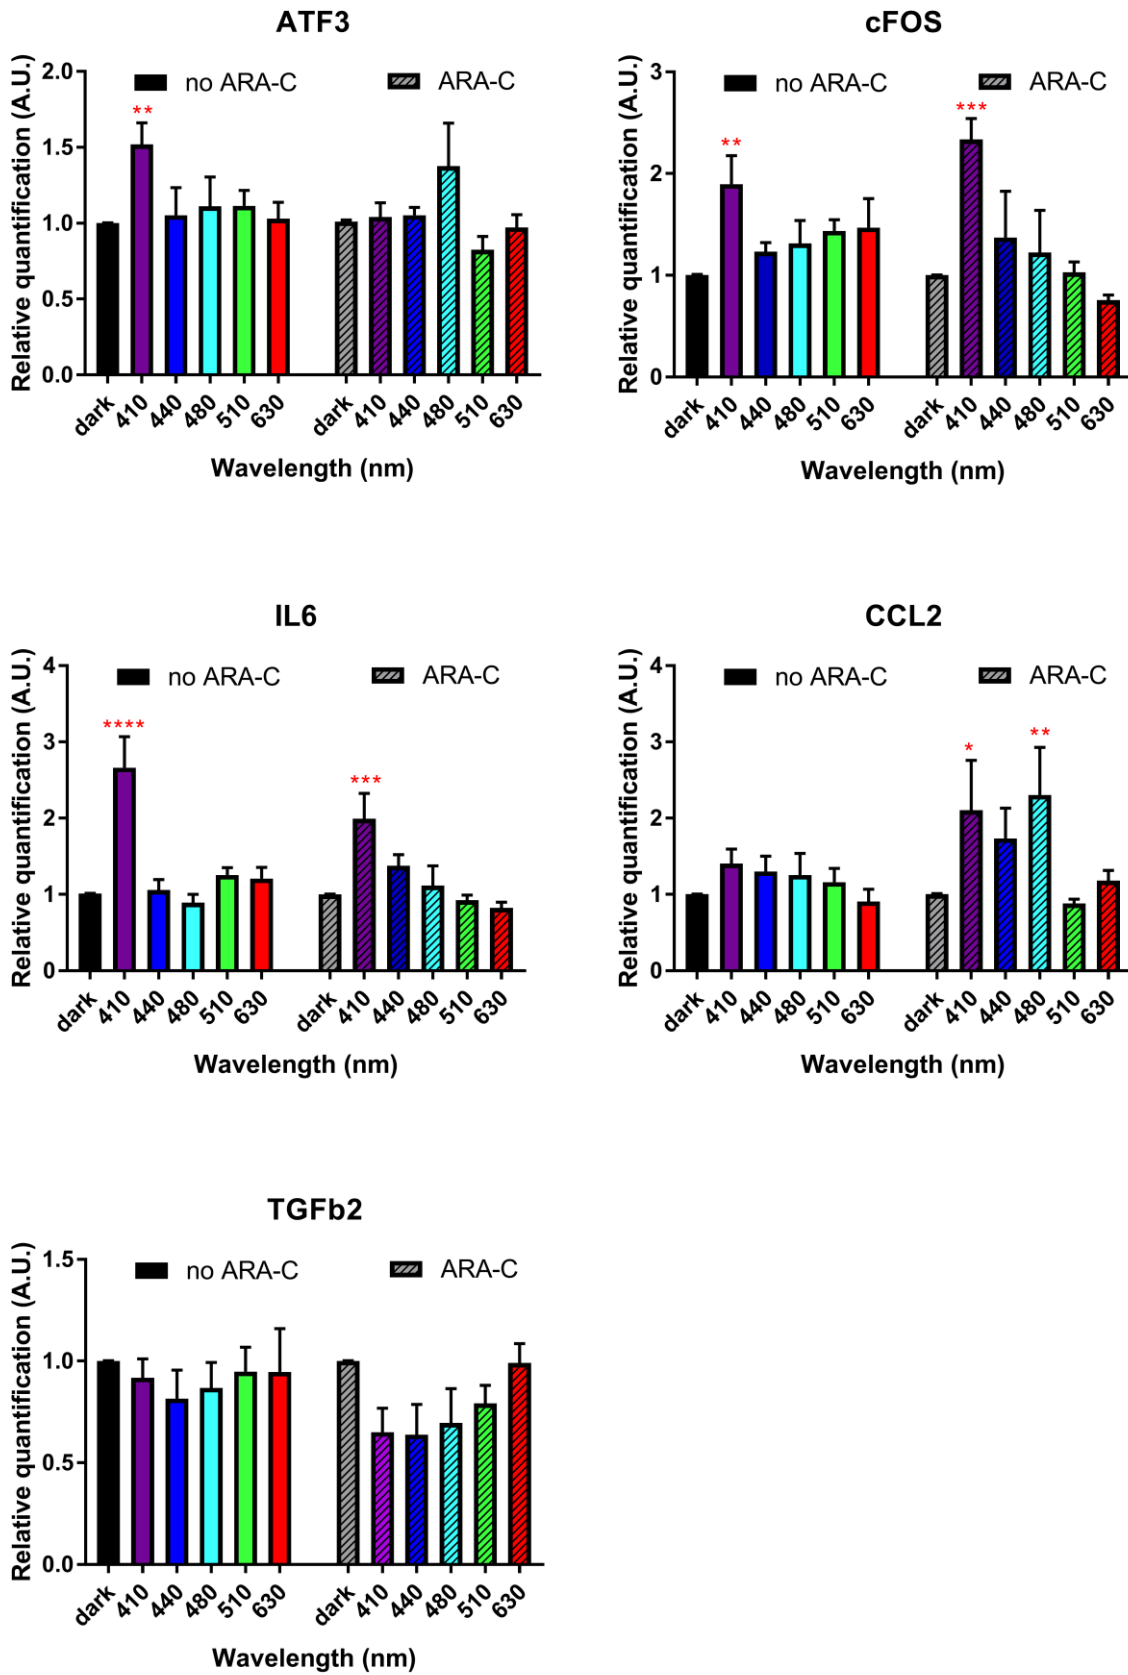 ATF3
Relative quantification (A.U.)
2.0
1.5
1.0
0.5
0.0
no ARA-C
ARA-C
**
dark 410 440 480 510 630 dark 410 440 480 510 630
Wavelength (nm)
cFOS
Relative quantification (A.U.)
3
2
1
0
no ARA-C
ARA-C
**
***
dark 410 440 480 510 630 dark 410 440 480 510 630
Wavelength (nm)
IL6
Relative quantification (A.U.)
4
3
2
1
0
no ARA-C
ARA-C
****
***
dark 410 440 480 510 630 dark 410 440 480 510 630
Wavelength (nm)
CCL2
Relative quantification (A.U.)
4
3
2
1
0
no ARA-C
ARA-C
*
**
dark 410 440 480 510 630 dark 410 440 480 510 630
Wavelength (nm)
TGFb2
Relative quantification (A.U.)
1.5
1.0
0.5
0.0
no ARA-C
ARA-C
dark 410 440 480 510 630 dark 410 440 480 510 630
Wavelength (nm)